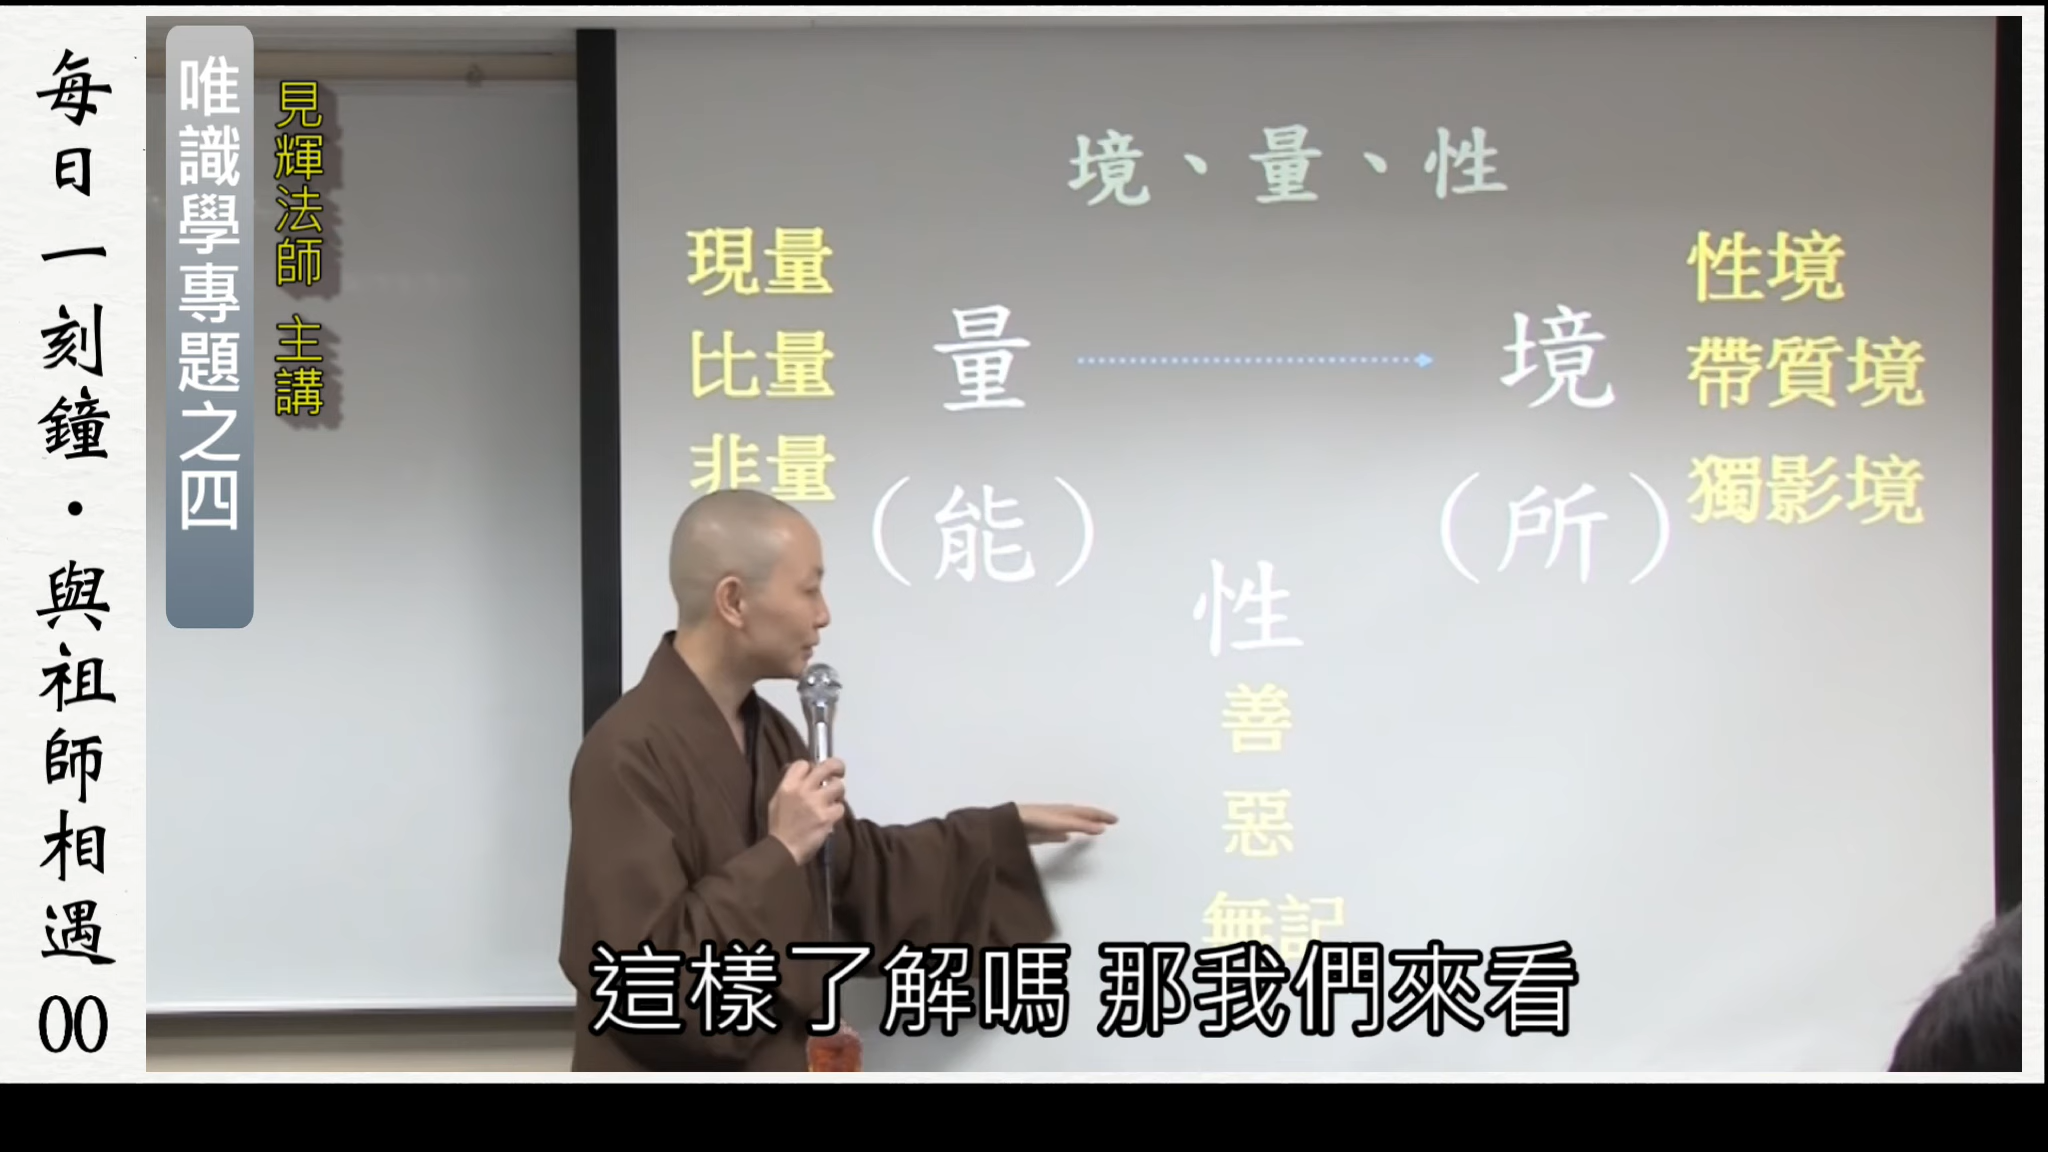 每日一刻鐘・與祖師相遇00
唯識學專題之四
見輝法師 主講
境、量、性
現量
比量
非量
量
（能）
境
（所）
性境
帶質境
獨影境
性
善
惡
無記
這樣了解嗎 那我們來看